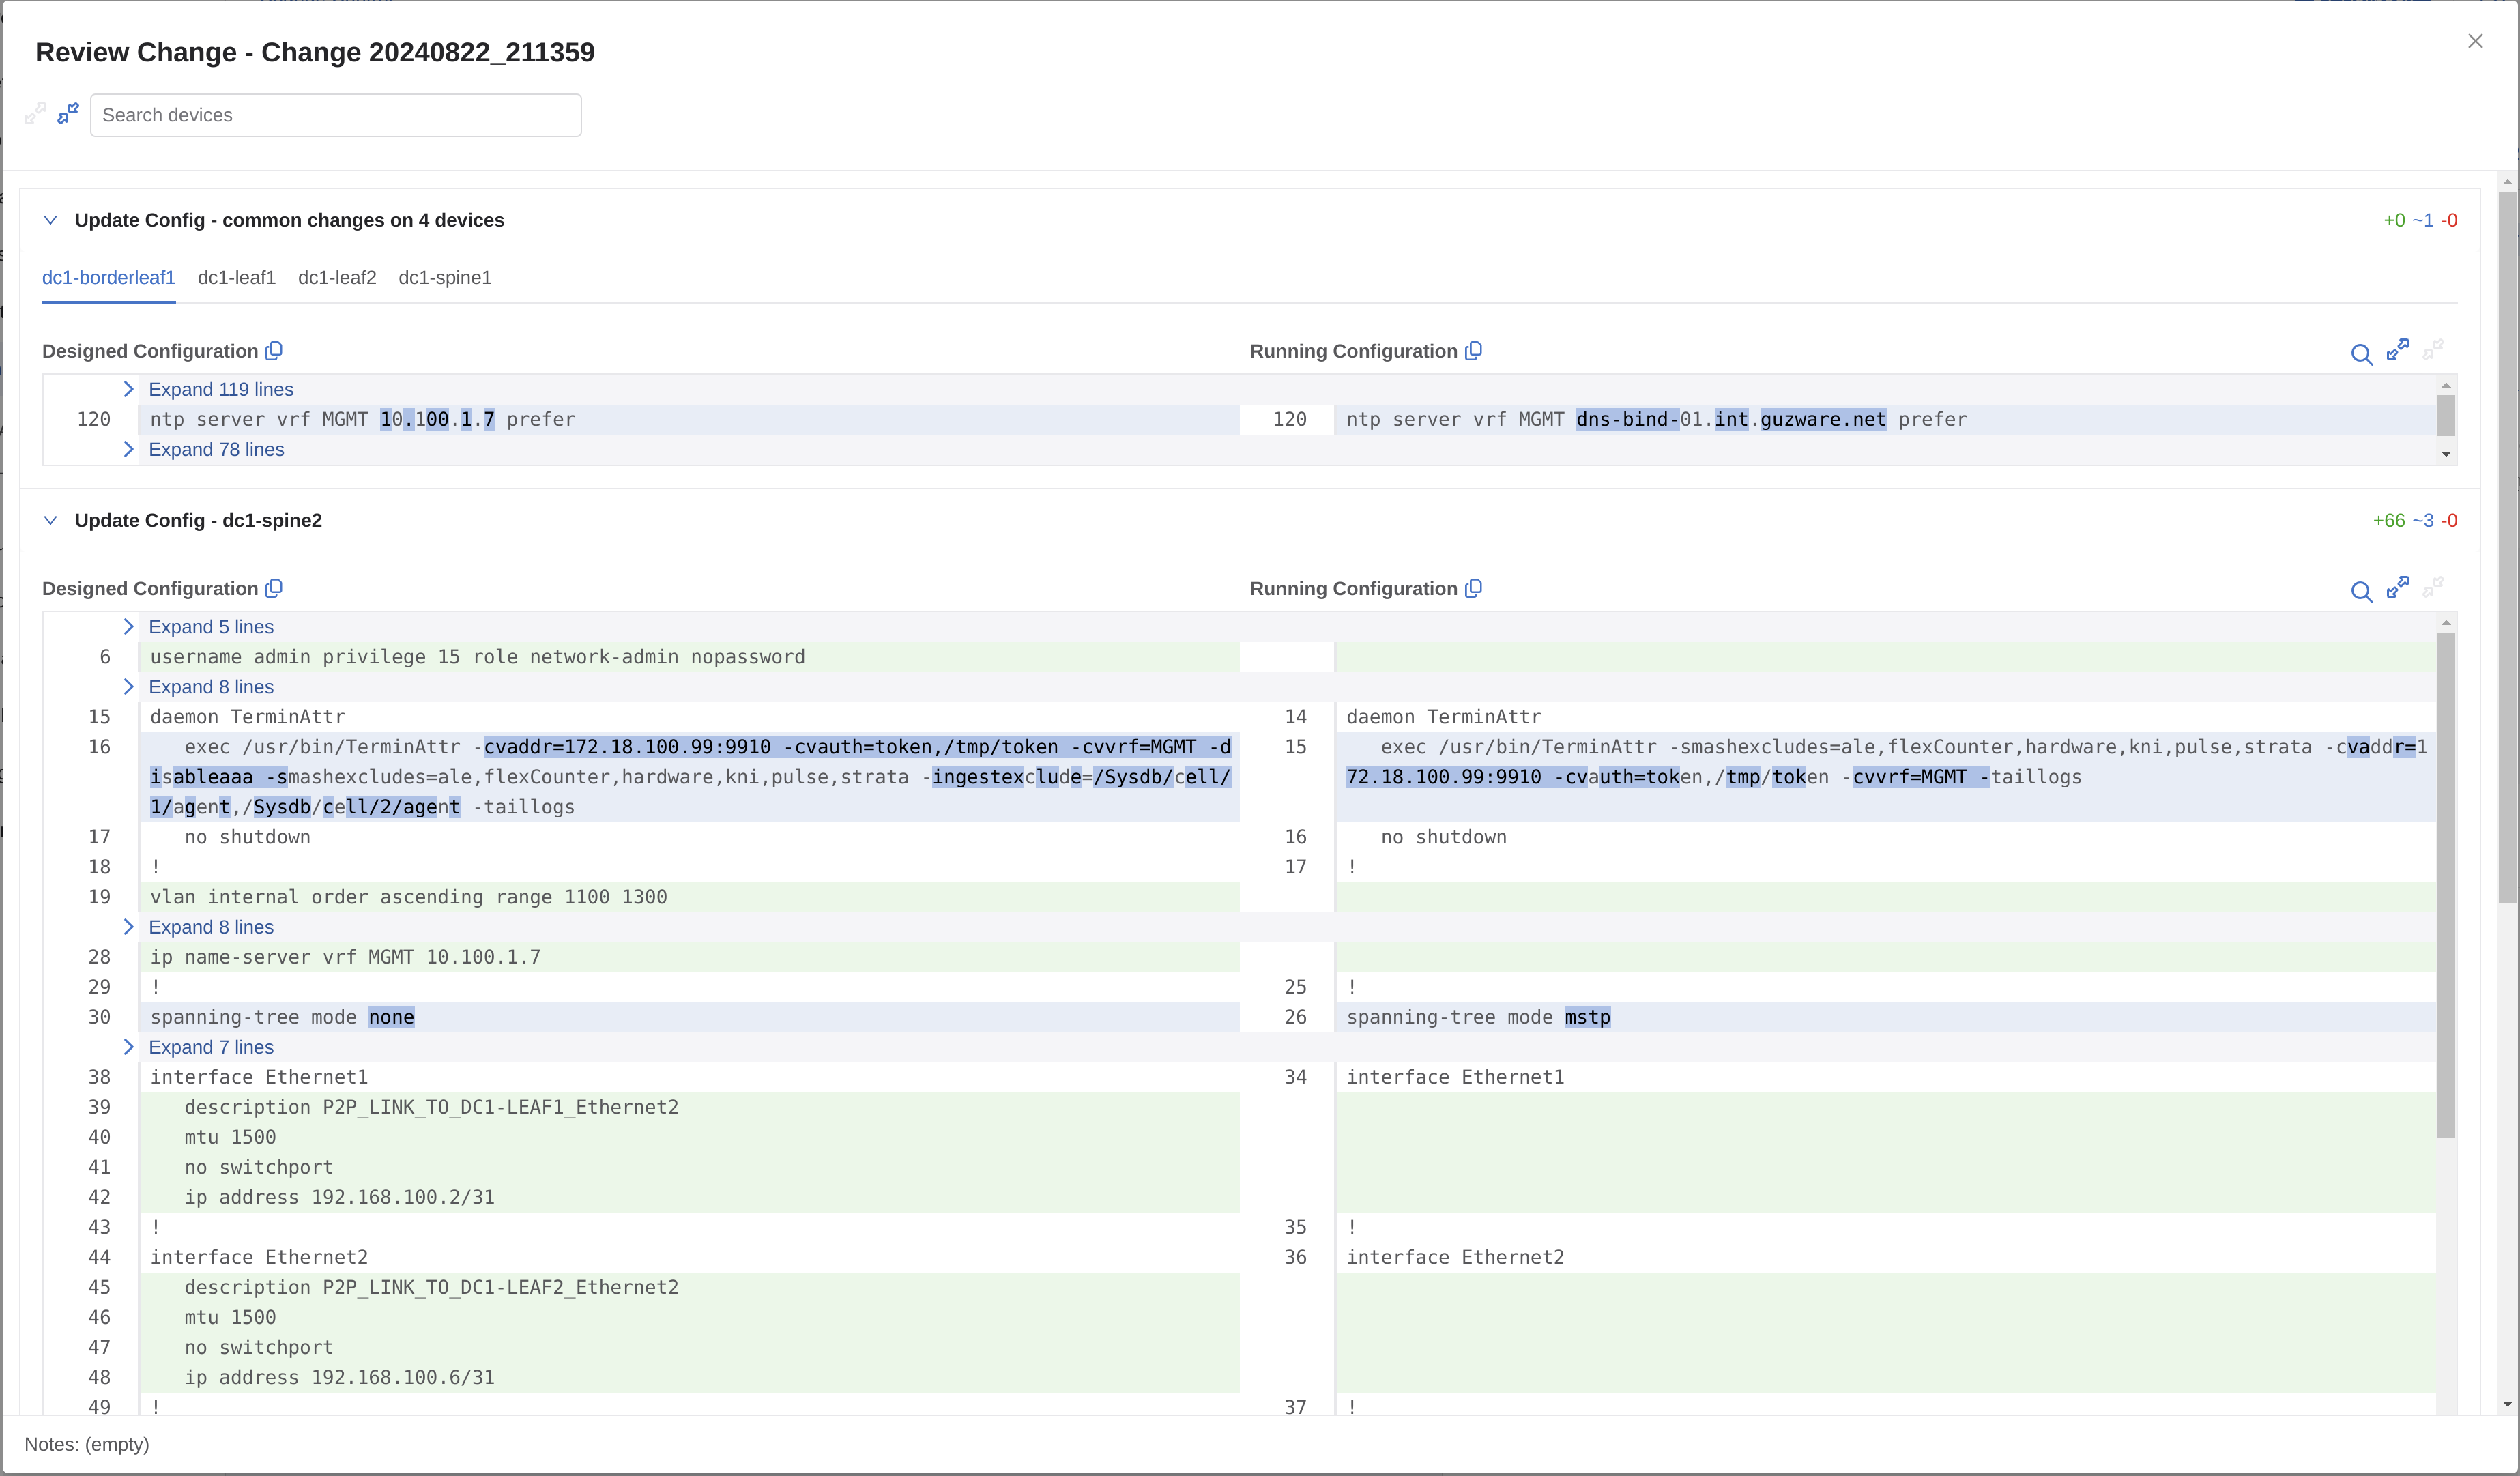 Review Change - Change 20240822_211359
Search devices
Update Config - common changes on 4 devices
+0 ~1 -0
dc1-borderleaf1 dc1-leaf1 dc1-leaf2 dc1-spine1
Designed Configuration
Running Configuration
Expand 119 lines
120 ntp server vrf MGMT 10.100.1.7 prefer
120 ntp server vrf MGMT dns-bind-01.int.guzware.net prefer
Expand 78 lines
Update Config - dc1-spine2
+66 ~3 -0
Designed Configuration
Running Configuration
Expand 5 lines
6 username admin privilege 15 role network-admin nopassword
Expand 8 lines
15 daemon TerminAttr
14 daemon TerminAttr
16 exec /usr/bin/TerminAttr -cvaddr=172.18.100.99:9910 -cvauth=token,/tmp/token -cvvrf=MGMT -d
isableaaa -smashexcludes=ale,flexCounter,hardware,kni,pulse,strata -ingestexclude=/Sysdb/cell/
1/agent,/Sysdb/cell/2/agent -taillogs
15 exec /usr/bin/TerminAttr -smashexcludes=ale,flexCounter,hardware,kni,pulse,strata -cvaddr=1
72.18.100.99:9910 -cvauth=token,/tmp/token -cvvrf=MGMT -taillogs
17 no shutdown
16 no shutdown
18 !
17 !
19 vlan internal order ascending range 1100 1300
Expand 8 lines
28 ip name-server vrf MGMT 10.100.1.7
29 !
25 !
30 spanning-tree mode none
26 spanning-tree mode mstp
Expand 7 lines
38 interface Ethernet1
34 interface Ethernet1
39 description P2P_LINK_TO_DC1-LEAF1_Ethernet2
40 mtu 1500
41 no switchport
42 ip address 192.168.100.2/31
43 !
35 !
44 interface Ethernet2
36 interface Ethernet2
45 description P2P_LINK_TO_DC1-LEAF2_Ethernet2
46 mtu 1500
47 no switchport
48 ip address 192.168.100.6/31
49 !
37 !
Notes: (empty)